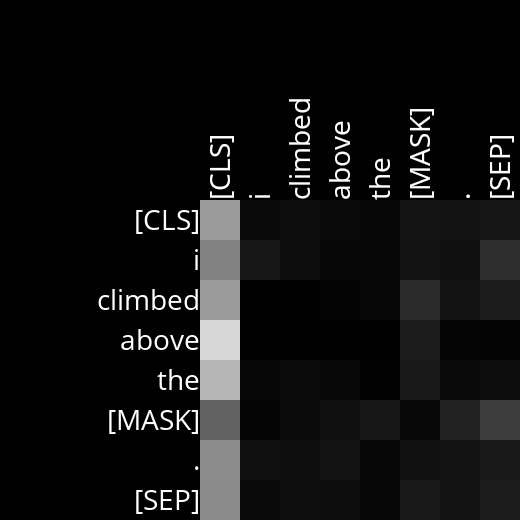 [CLS] i climbed above the [MASK] . [SEP]
[CLS]
i
climbed
above
the
[MASK]
.
[SEP]